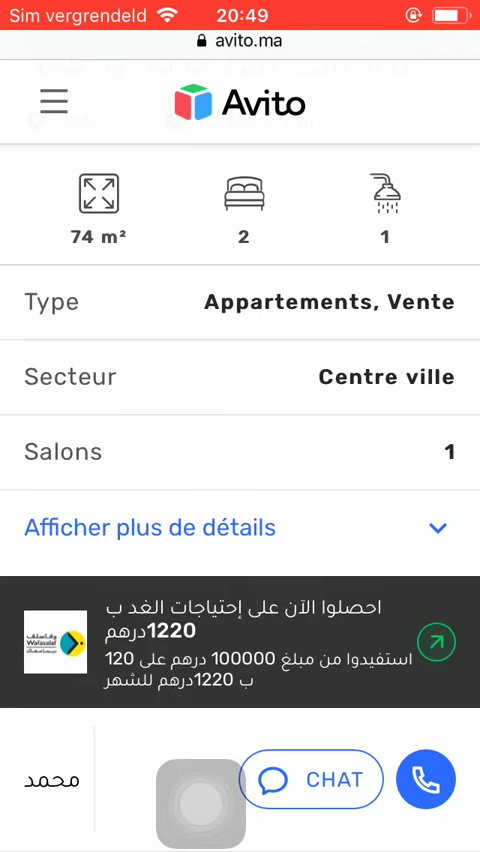 Sim vergrendeld 20:49
avito.ma
Avito
74 m² 2 1
Type Appartements, Vente
Secteur Centre ville
Salons 1
Afficher plus de détails
احصلوا الآن على إحتياجات الغد ب
1220درهم
استفيدوا من مبلغ 100000 درهم على 120
ب 1220درهم للشهر
وفاسلف
Wafasalaf
محمد CHAT